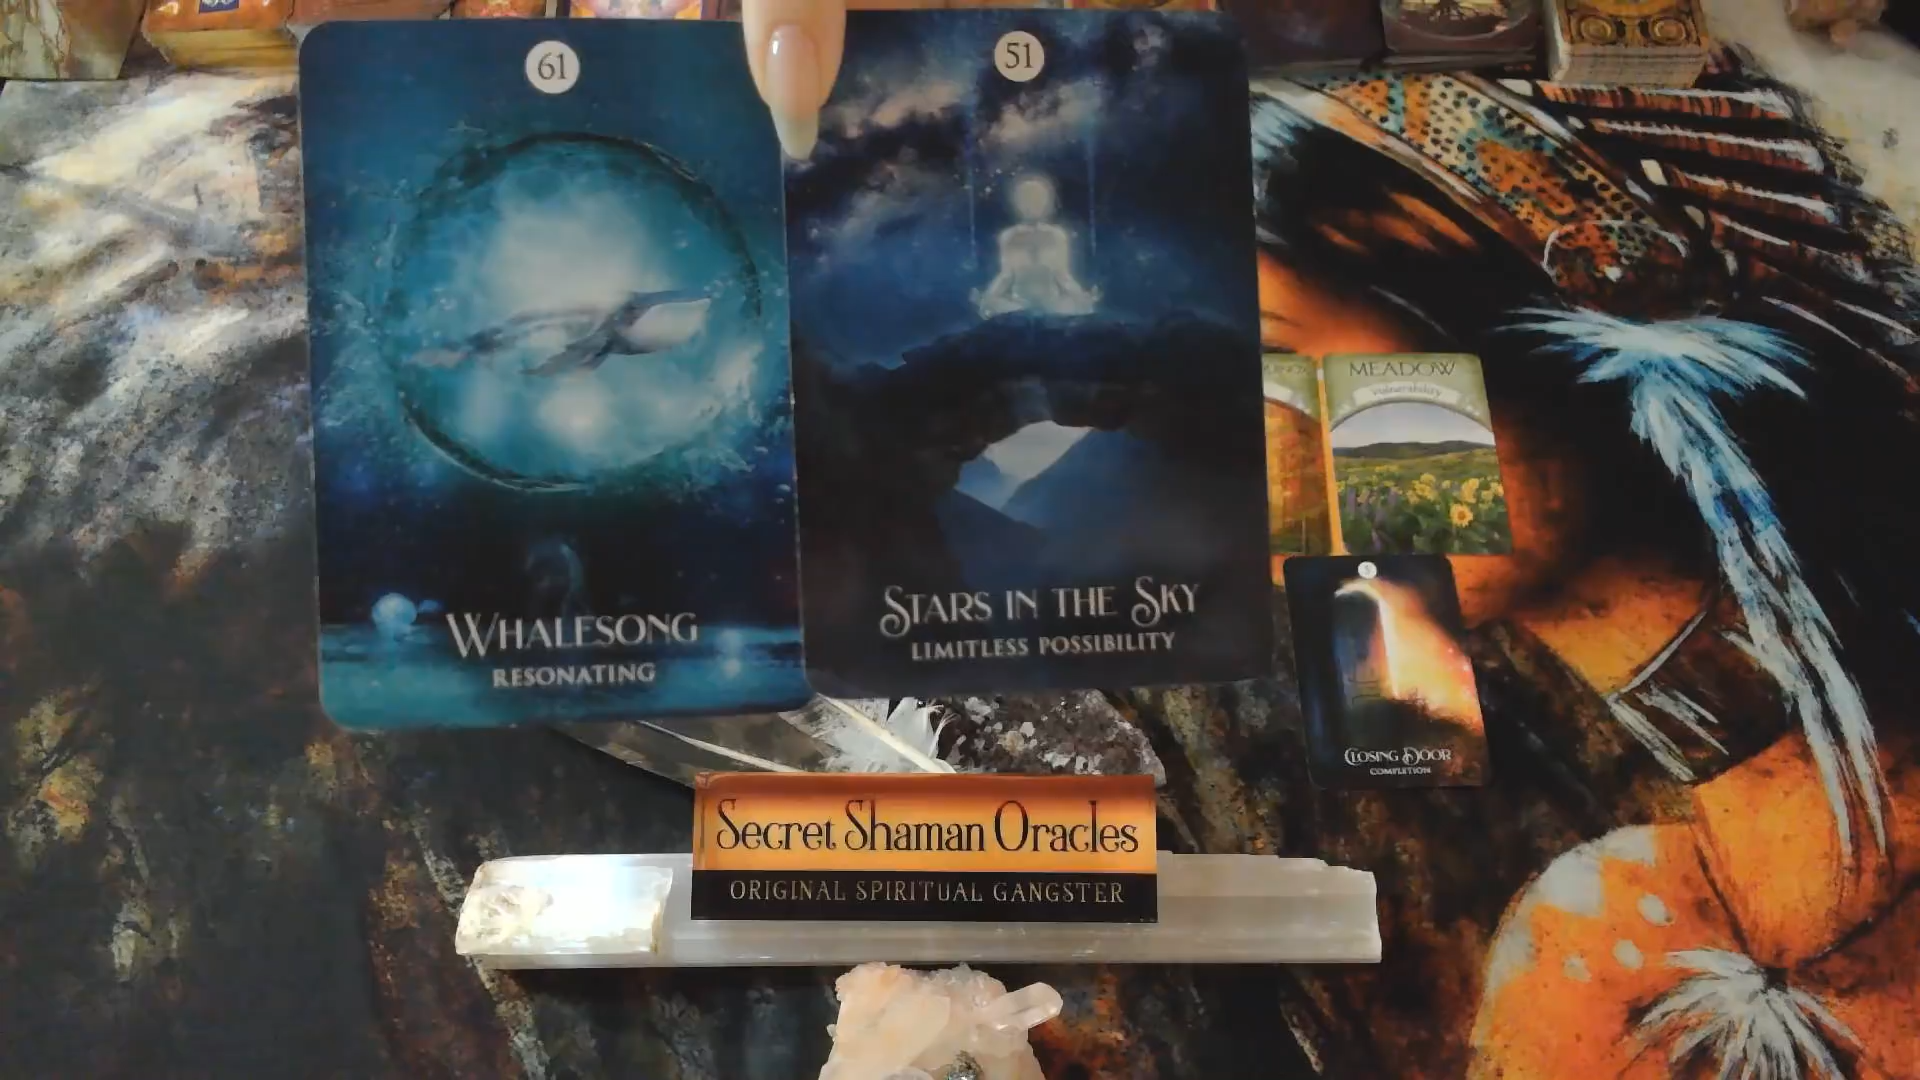 61
WHALESONG
RESONATING
51
STARS IN THE SKY
LIMITLESS POSSIBILITY
MEADOW
Vulnerability
CLOSING DOOR
COMPLETION
Secret Shaman Oracles
ORIGINAL SPIRITUAL GANGSTER